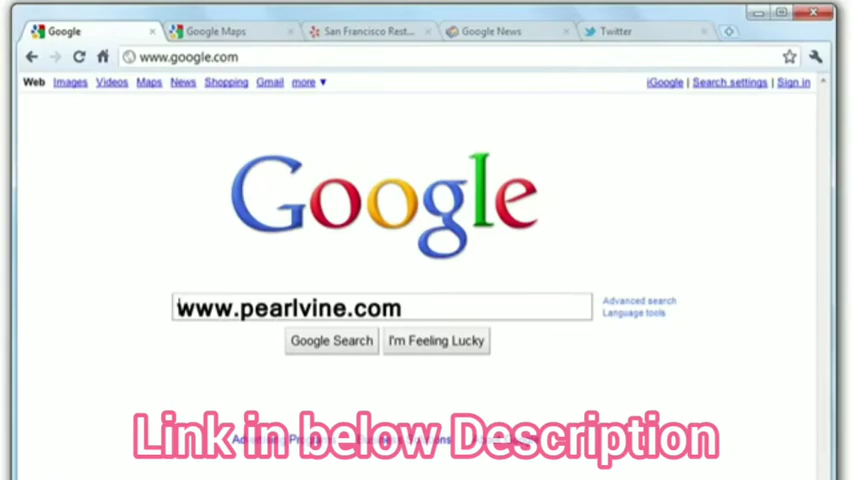 Google Google Maps San Francisco Rest... Google News Twitter
www.google.com
Web Images Videos Maps News Shopping Gmail more ▼ iGoogle | Search settings | Sign in
Google
www.pearlvine.com
Advanced search
Language tools
Google Search I'm Feeling Lucky
Link in below Description